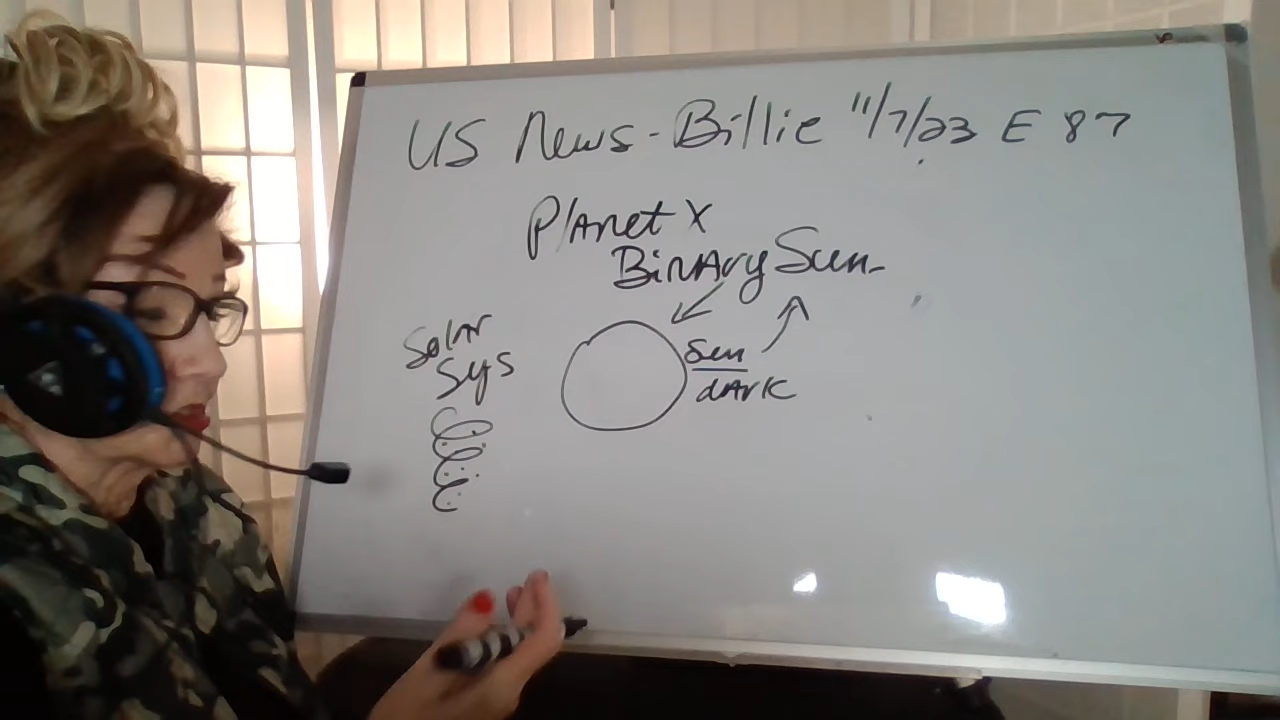 US News - Billie 11/7/23 E 87
Planet X
Binary Sun
Solar
Sys
Sun
dark